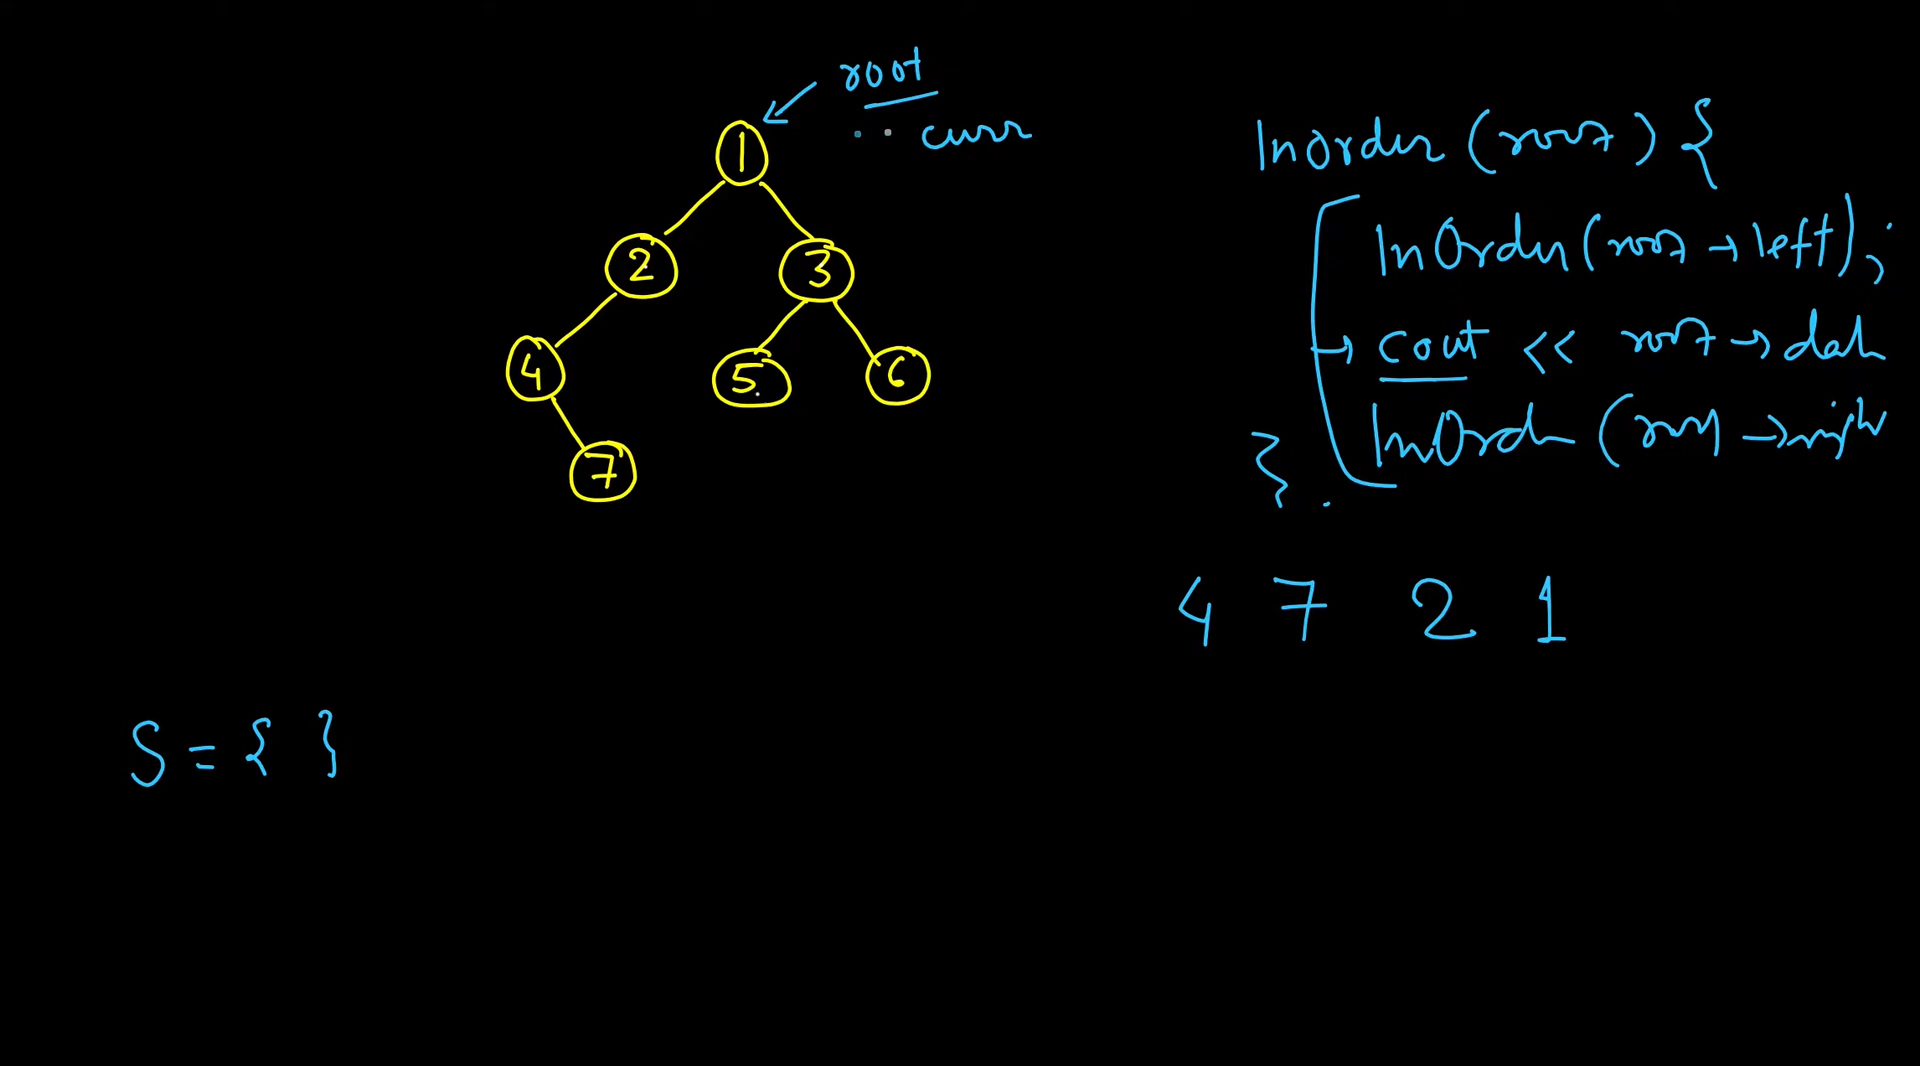 root
curr
1
2 3
4 5 6
7
InOrder (root) {
InOrder (root → left);
→ cout << root → data
InOrder (root → right
}
4 7 2 1
S = { }